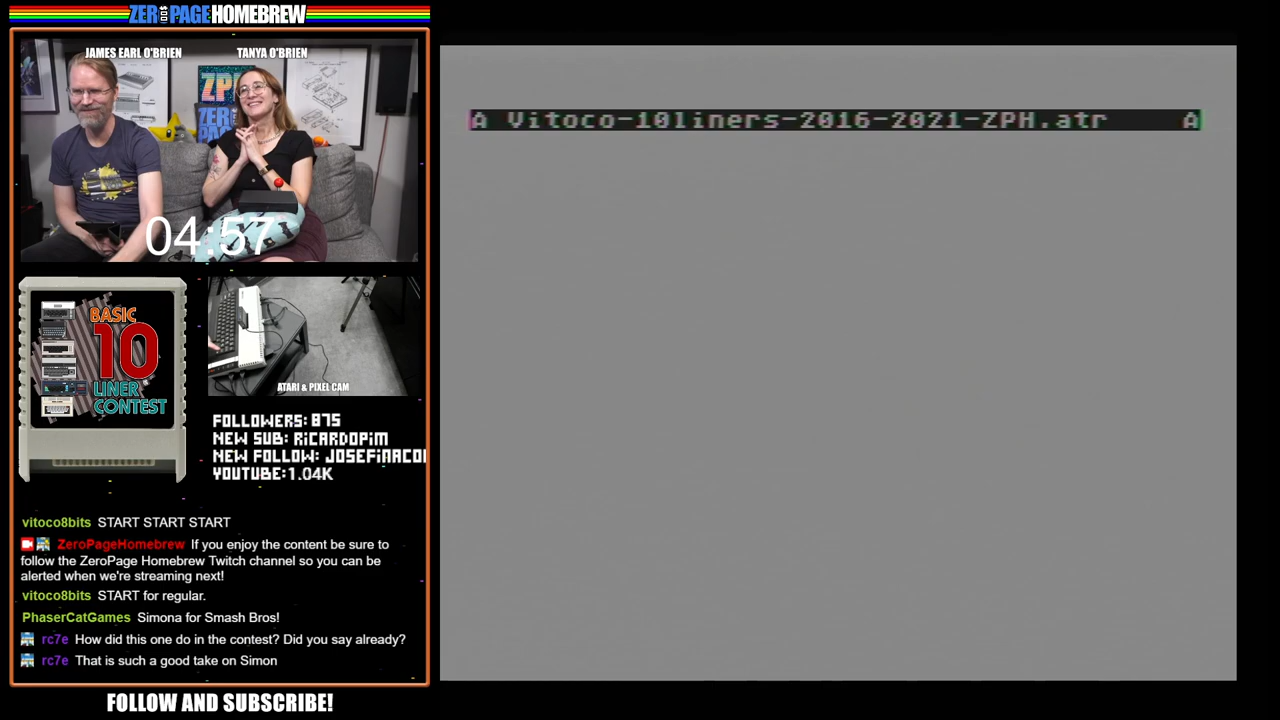 ZEROPAGE HOMEBREW
JAMES EARL O'BRIEN
TANYA O'BRIEN
04:57
BASIC
10
LINER
CONTEST
ATARI & PIXEL CAM
FOLLOWERS: 875
NEW SUB: RICARDOPIM
NEW FOLLOW: JOSEFINACO
YOUTUBE:1.04K
vitoco8bits START START START
ZeroPageHomebrew If you enjoy the content be sure to
follow the ZeroPage Homebrew Twitch channel so you can be
alerted when we're streaming next!
vitoco8bits START for regular.
PhaserCatGames Simona for Smash Bros!
rc7e How did this one do in the contest? Did you say already?
rc7e That is such a good take on Simon
FOLLOW AND SUBSCRIBE!
A Vitoco-10liners-2016-2021-ZPH.atr A